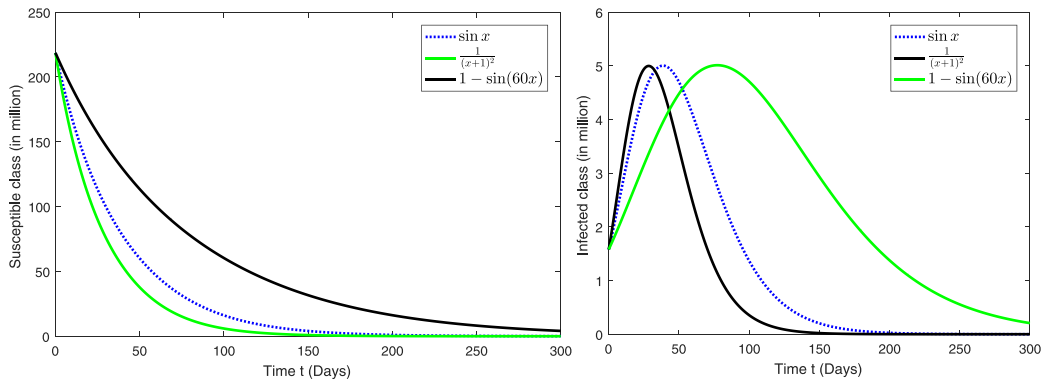 250
200
150
100
50
0
Susceptible class (in million)
sin x
1/(x+1)²
1 − sin(60x)
0 50 100 150 200 250 300
Time t (Days)
6
5
4
3
2
1
0
Infected class (in million)
sin x
1/(x+1)²
1 − sin(60x)
0 50 100 150 200 250 300
Time t (Days)